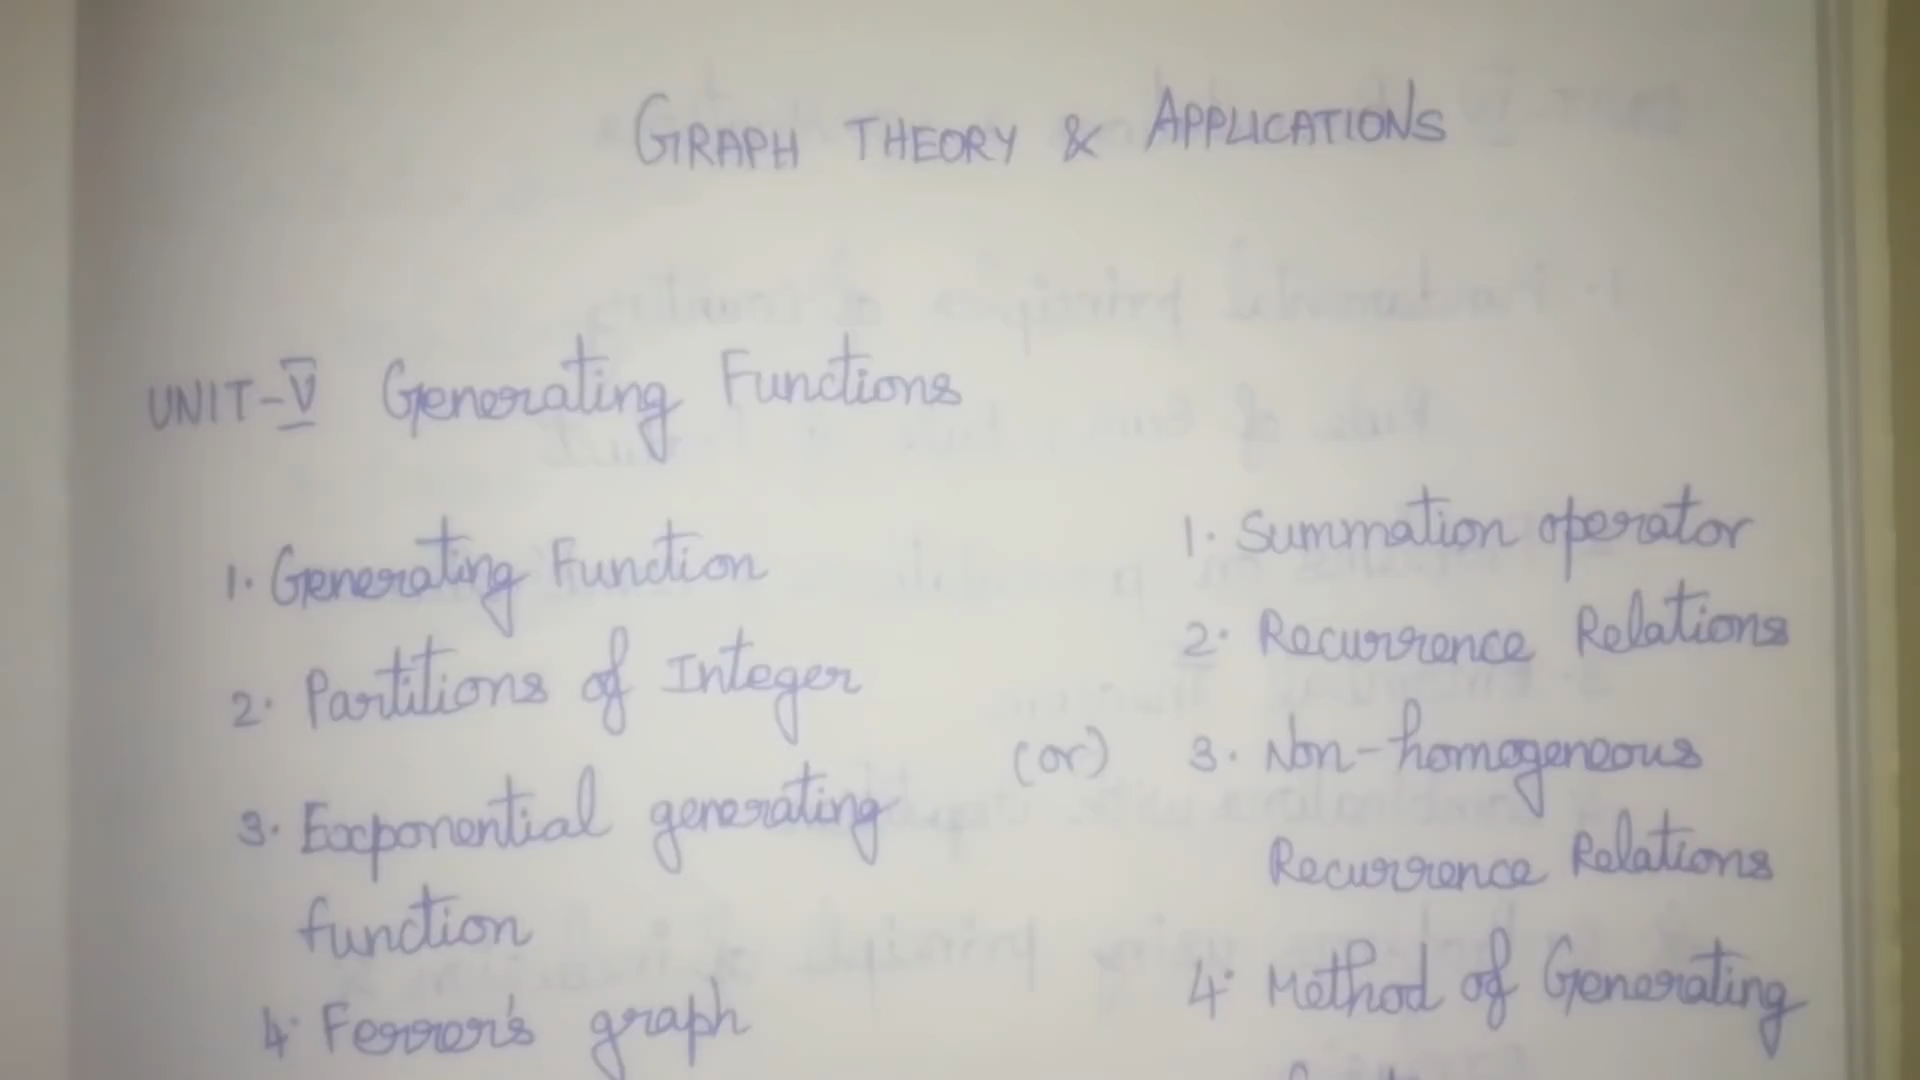 GRAPH THEORY & APPLICATIONS
UNIT-V Generating Functions
1. Generating Function
2. Partitions of Integer
3. Exponential generating
function
4. Ferrer's graph
(or)
1. Summation operator
2. Recurrence Relations
3. Non-homogeneous
Recurrence Relations
4. Method of Generating